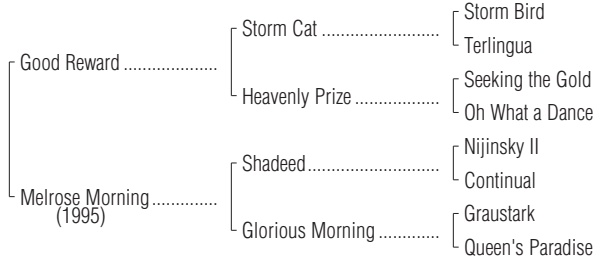 Storm Bird
Storm Cat ........................
Terlingua
Good Reward ...................
Seeking the Gold
Heavenly Prize .................
Oh What a Dance
Nijinsky II
Shadeed...........................
Continual
Melrose Morning.............
(1995)
Graustark
Glorious Morning ............
Queen's Paradise